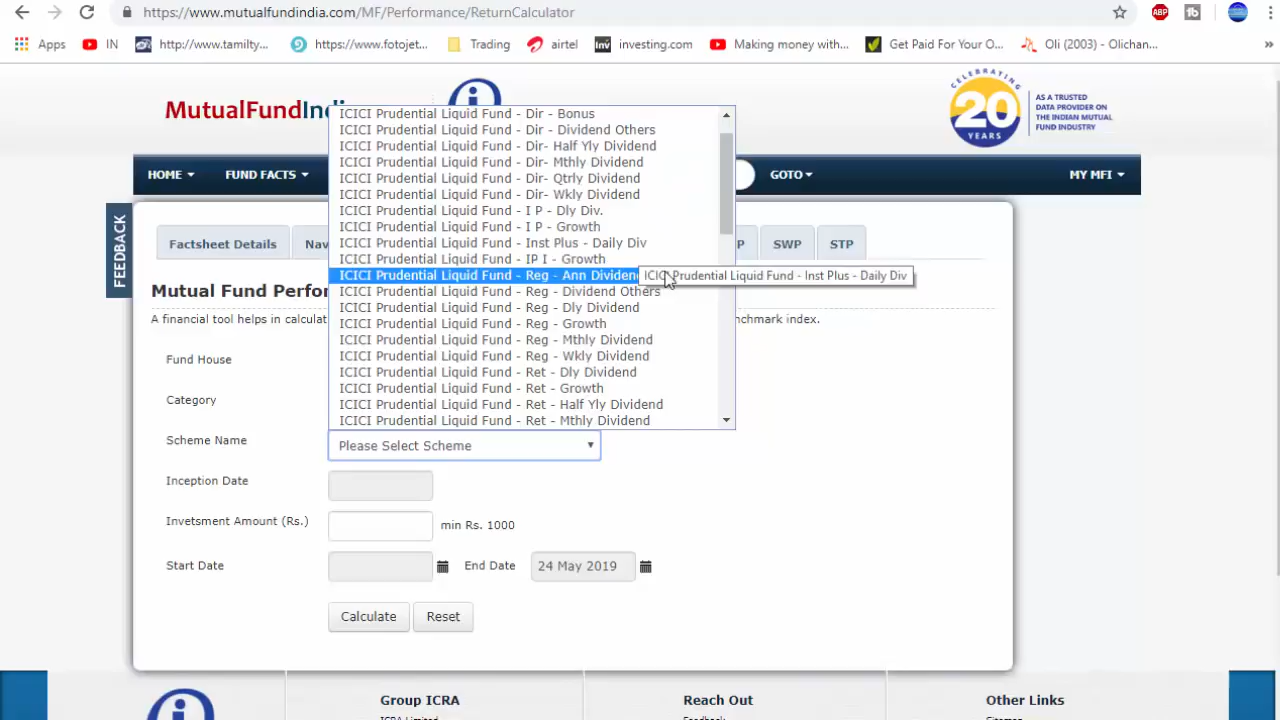 https://www.mutualfundindia.com/MF/Performance/ReturnCalculator
ABP
tb
Apps IN http://www.tamilty... https://www.fotojet... Trading airtel Inv investing.com Making money with... Get Paid For Your O... Oli (2003) - Olichan... »
MutualFundIndi
CELEBRATING
20
YEARS
AS A TRUSTED
DATA PROVIDER ON
THE INDIAN MUTUAL
FUND INDUSTRY
HOME FUND FACTS GOTO MY MFI
FEEDBACK
Factsheet Details Nav P SWP STP
Mutual Fund Perfor
A financial tool helps in calculat nchmark index.
ICICI Prudential Liquid Fund - Dir - Bonus
ICICI Prudential Liquid Fund - Dir - Dividend Others
ICICI Prudential Liquid Fund - Dir- Half Yly Dividend
ICICI Prudential Liquid Fund - Dir- Mthly Dividend
ICICI Prudential Liquid Fund - Dir- Qtrly Dividend
ICICI Prudential Liquid Fund - Dir- Wkly Dividend
ICICI Prudential Liquid Fund - I P - Dly Div.
ICICI Prudential Liquid Fund - I P - Growth
ICICI Prudential Liquid Fund - Inst Plus - Daily Div
ICICI Prudential Liquid Fund - IP I - Growth
ICICI Prudential Liquid Fund - Reg - Ann Dividen
ICICI Prudential Liquid Fund - Inst Plus - Daily Div
ICICI Prudential Liquid Fund - Reg - Dividend Others
ICICI Prudential Liquid Fund - Reg - Dly Dividend
ICICI Prudential Liquid Fund - Reg - Growth
ICICI Prudential Liquid Fund - Reg - Mthly Dividend
ICICI Prudential Liquid Fund - Reg - Wkly Dividend
ICICI Prudential Liquid Fund - Ret - Dly Dividend
ICICI Prudential Liquid Fund - Ret - Growth
ICICI Prudential Liquid Fund - Ret - Half Yly Dividend
ICICI Prudential Liquid Fund - Ret - Mthly Dividend
Fund House
Category
Scheme Name Please Select Scheme
Inception Date
Invetsment Amount (Rs.) min Rs. 1000
Start Date End Date 24 May 2019
Calculate Reset
Group ICRA Reach Out Other Links